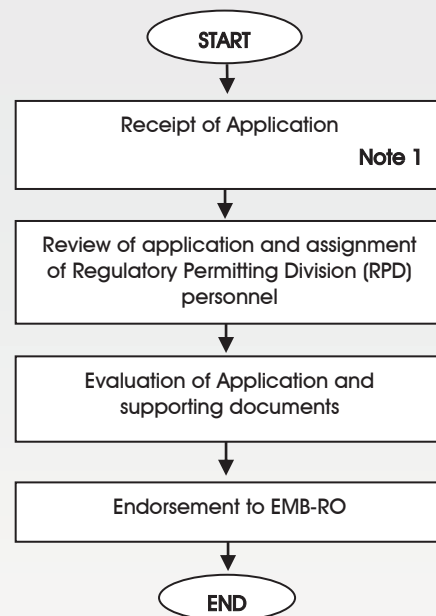 START
Receipt of Application
Note 1
Review of application and assignment
of Regulatory Permitting Division (RPD)
personnel
Evaluation of Application and
supporting documents
Endorsement to EMB-RO
END